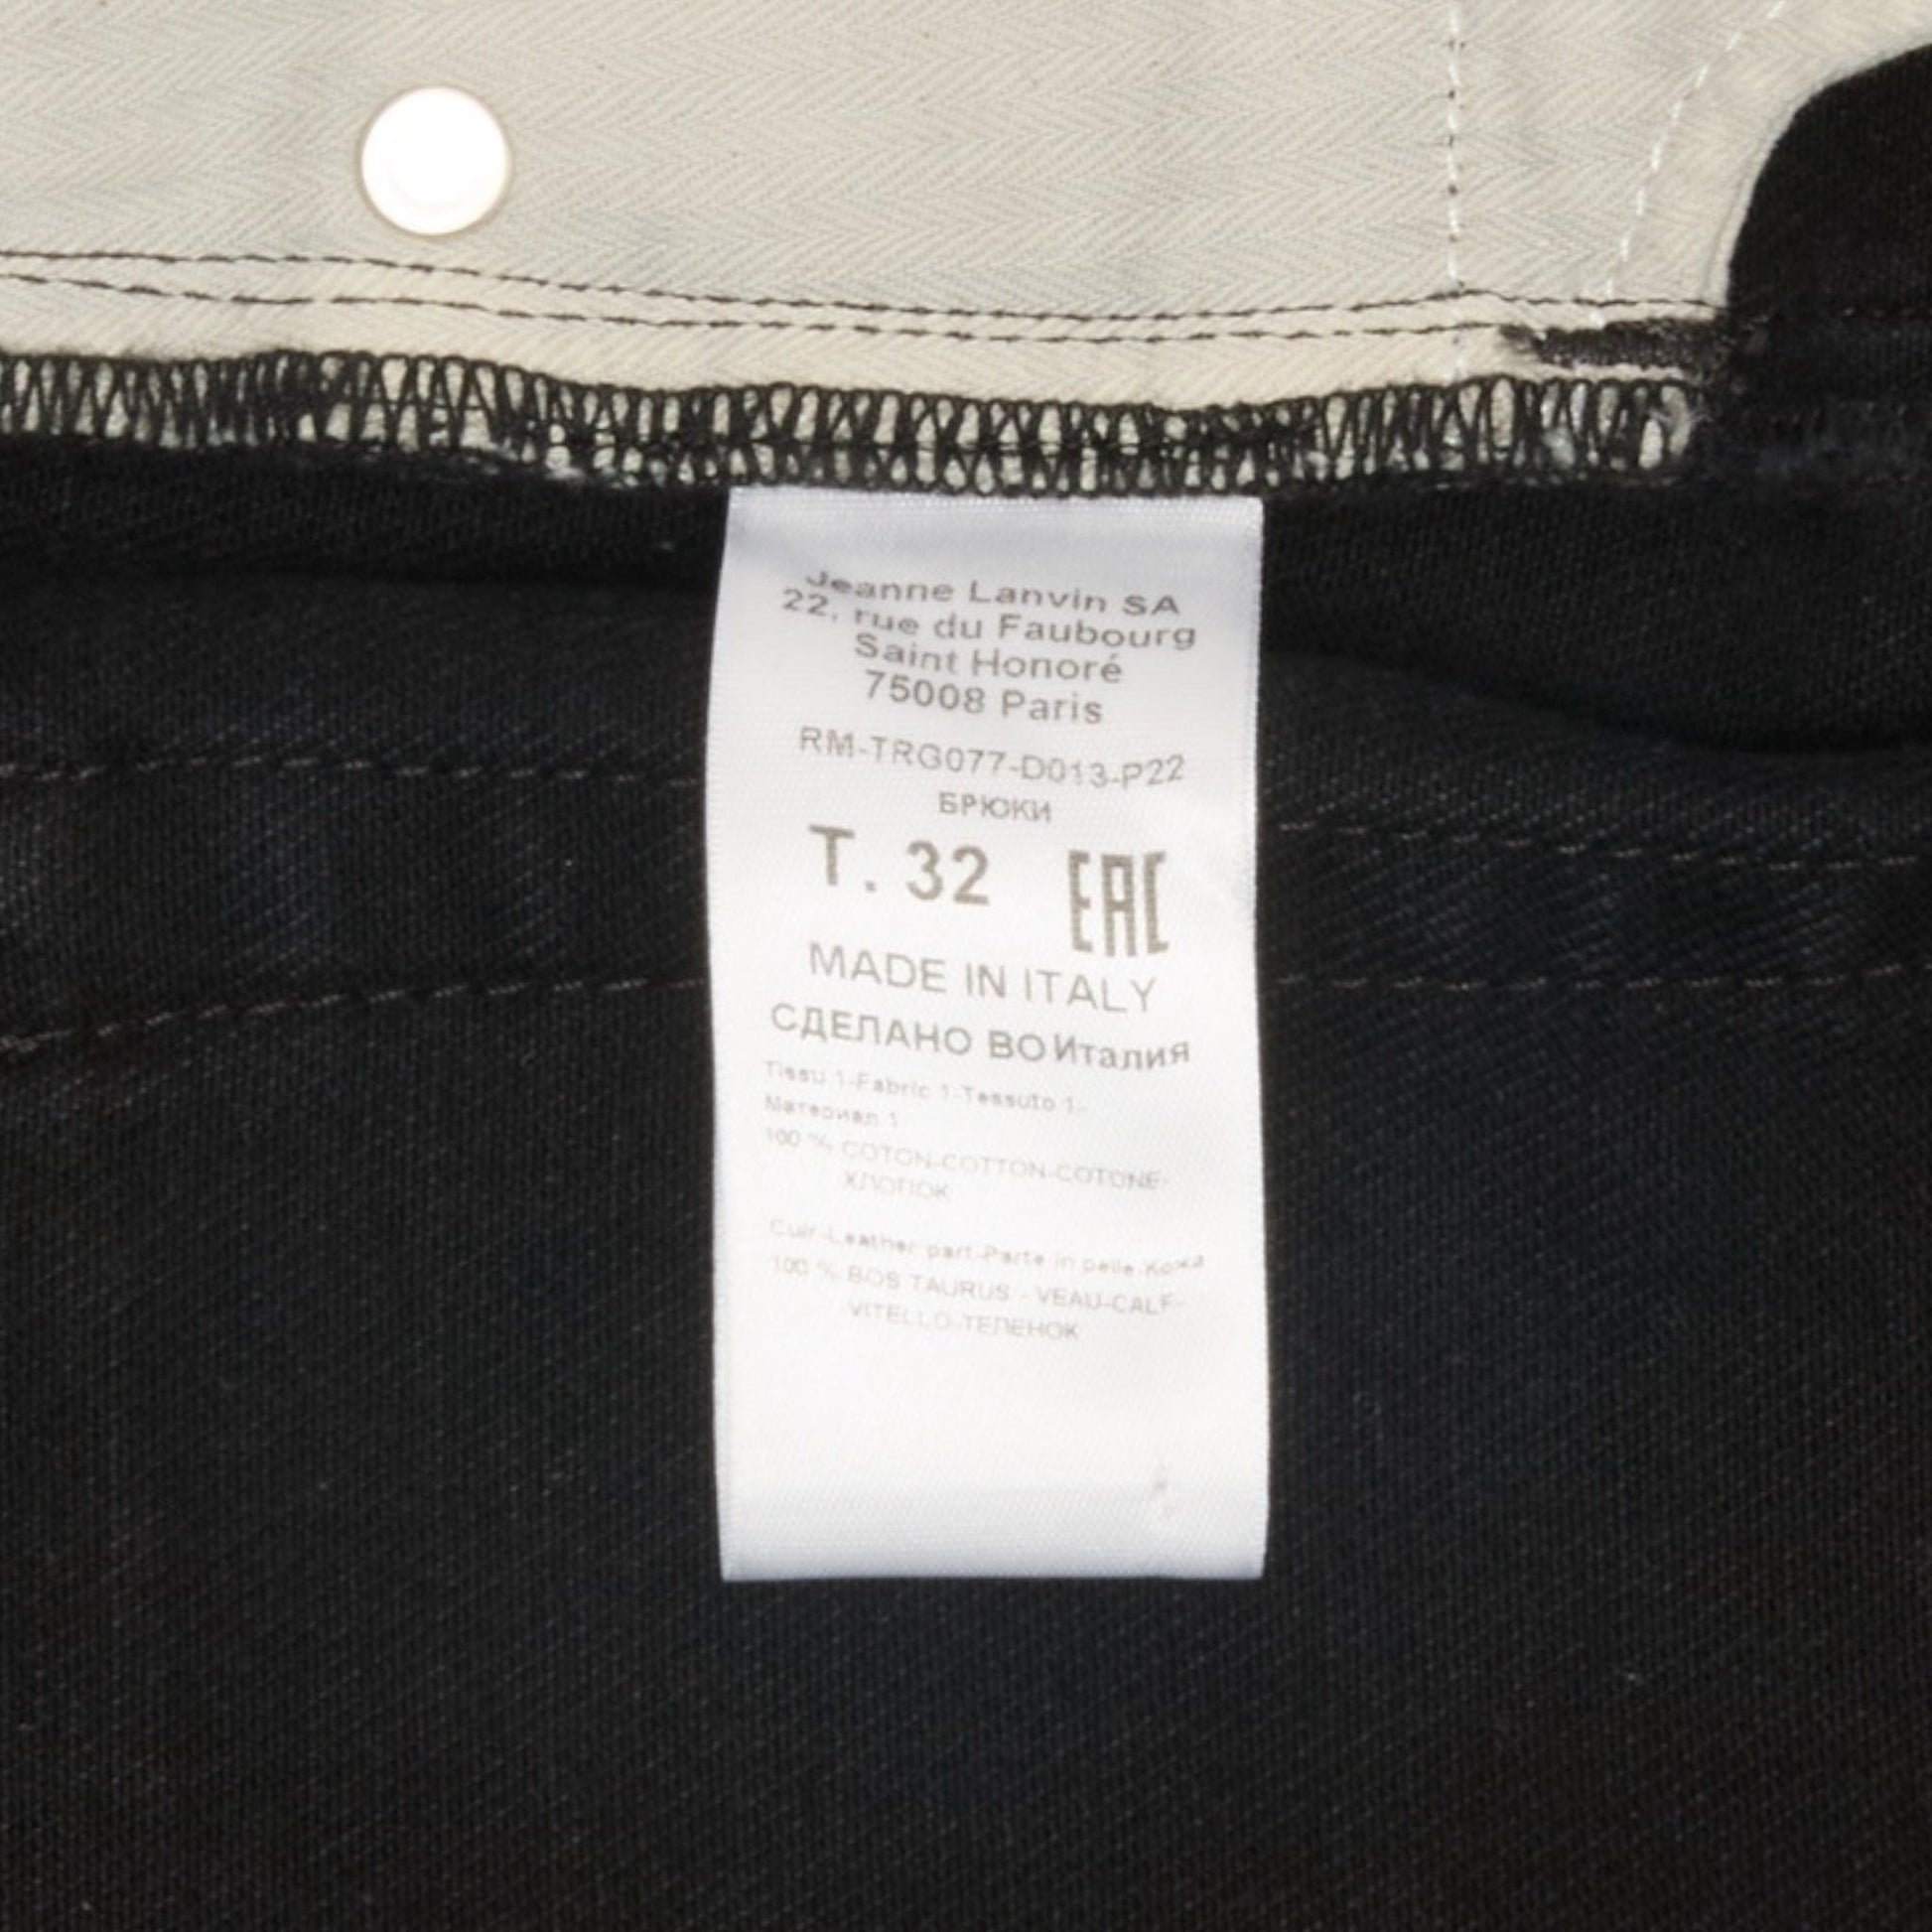 Jeanne Lanvin SA
22, rue du Faubourg
Saint Honoré
75008 Paris
RM-TRG077-D013-P22
БРЮКИ
T. 32 EAC
MADE IN ITALY
СДЕЛАНО ВО Италия
Tissu 1-Fabric 1-Tessuto 1-
Материал 1
100 % COTON-COTTON-COTONE-
ХЛОПОК
Cuir-Leather part-Parte in pelle-Кожа
100 % BOS TAURUS - VEAU-CALF-
VITELLO-ТЕЛЕНОК